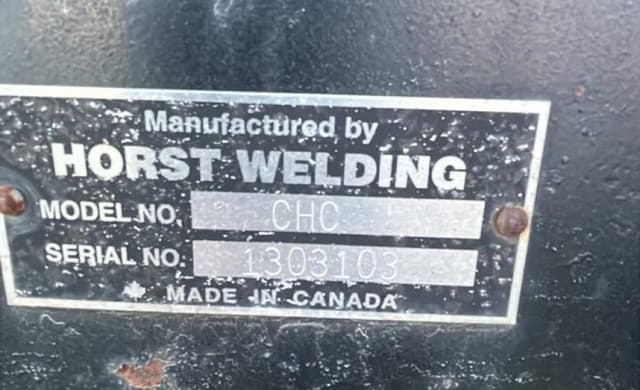 Manufactured by
HORST WELDING
MODEL NO. CHC
SERIAL NO. 1303103
MADE IN CANADA